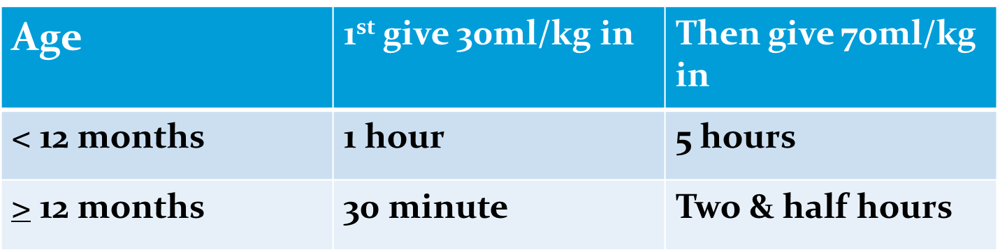 Age
1st give 30ml/kg in
Then give 70ml/kg
in
< 12 months
1 hour
5 hours
> 12 months
30 minute
Two & half hours